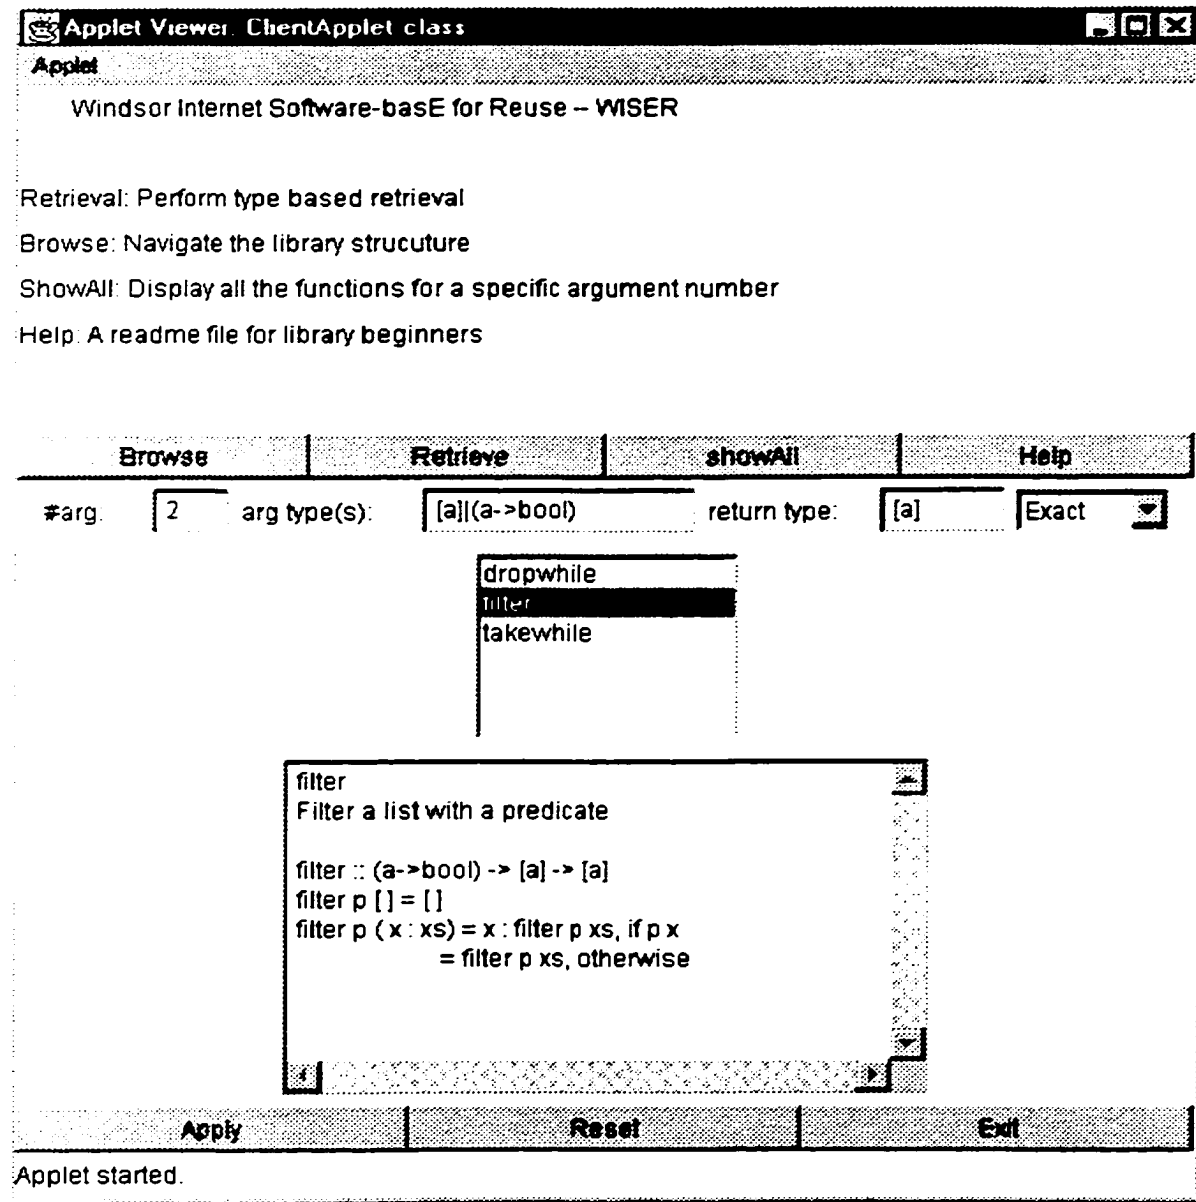 Applet Viewer: ClientApplet class
Applet
Windsor Internet Software-basE for Reuse -- WISER
Retrieval: Perform type based retrieval
Browse: Navigate the library strucuture
ShowAll: Display all the functions for a specific argument number
Help: A readme file for library beginners
Browse Retrieve showAll Help
#arg: 2 arg type(s): [a]|(a->bool) return type: [a] Exact
dropwhile
filter
takewhile
filter
Filter a list with a predicate
filter :: (a->bool) -> [a] -> [a]
filter p [ ] = [ ]
filter p ( x : xs) = x : filter p xs, if p x
= filter p xs, otherwise
Apply Reset Exit
Applet started.